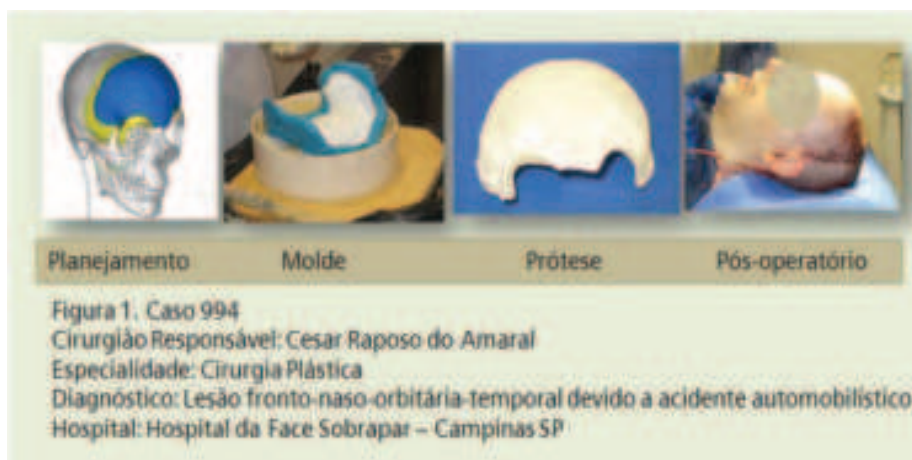 Planejamento Molde Prótese Pós-operatório
Figura 1. Caso 994
Cirurgião Responsável: Cesar Raposo do Amaral
Especialidade: Cirurgia Plástica
Diagnóstico: Lesão fronto-naso-orbitária-temporal devido a acidente automobilístico
Hospital: Hospital da Face Sobrapar – Campinas SP